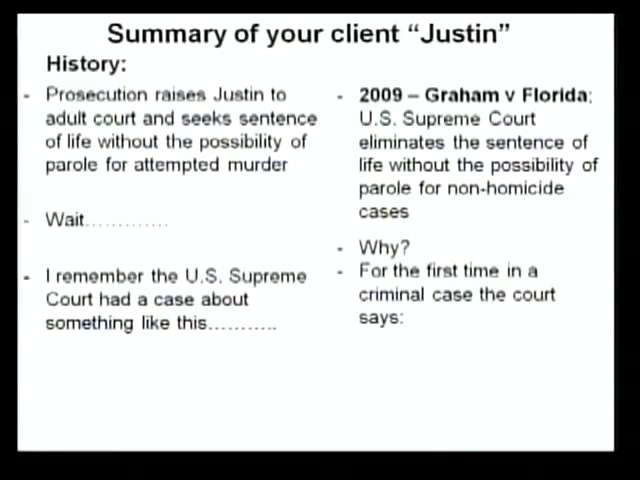 Summary of your client “Justin”
History:
- Prosecution raises Justin to
adult court and seeks sentence
of life without the possibility of
parole for attempted murder
- Wait.............
- I remember the U.S. Supreme
Court had a case about
something like this...........
- 2009 – Graham v Florida:
U.S. Supreme Court
eliminates the sentence of
life without the possibility of
parole for non-homicide
cases
- Why?
- For the first time in a
criminal case the court
says: